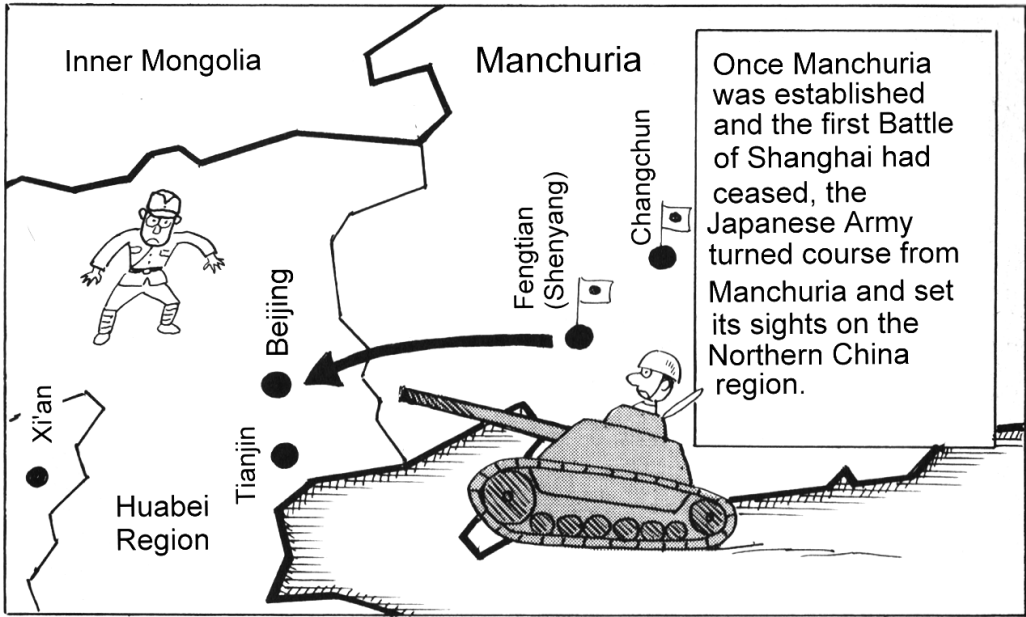 Inner Mongolia
Manchuria
Once Manchuria
was established
and the first Battle
of Shanghai had
ceased, the
Japanese Army
turned course from
Manchuria and set
its sights on the
Northern China
region.
Changchun
Fengtian
(Shenyang)
Beijing
Xi'an
Tianjin
Huabei
Region